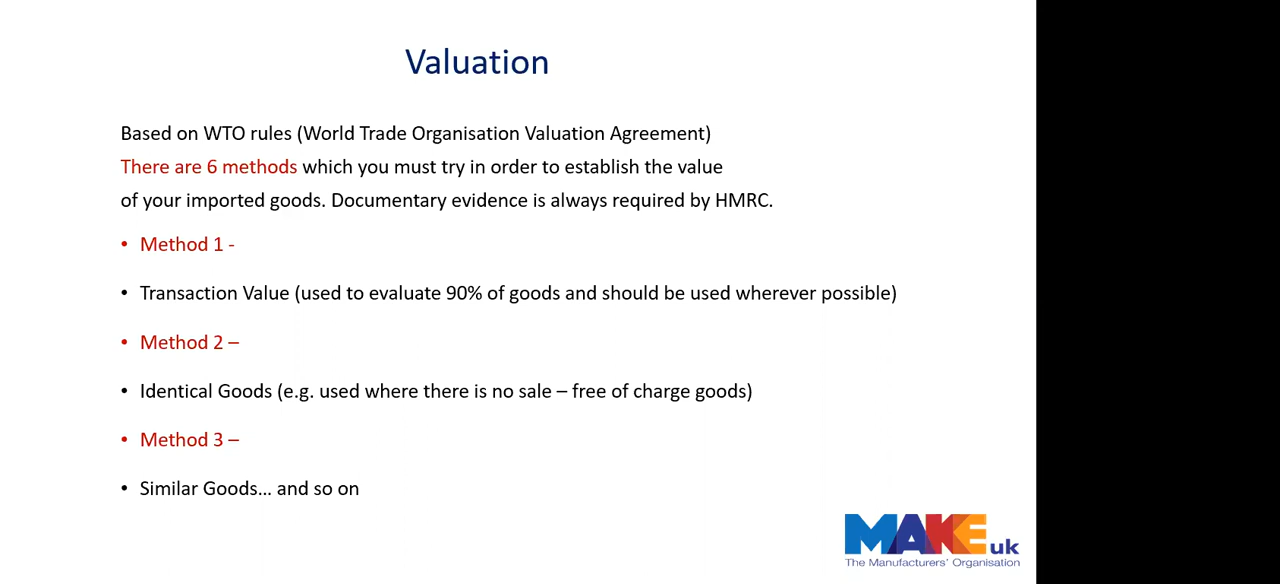 Valuation
Based on WTO rules (World Trade Organisation Valuation Agreement)
There are 6 methods which you must try in order to establish the value
of your imported goods. Documentary evidence is always required by HMRC.
• Method 1 -
• Transaction Value (used to evaluate 90% of goods and should be used wherever possible)
• Method 2 –
• Identical Goods (e.g. used where there is no sale – free of charge goods)
• Method 3 –
• Similar Goods... and so on
MAKE uk
The Manufacturers' Organisation